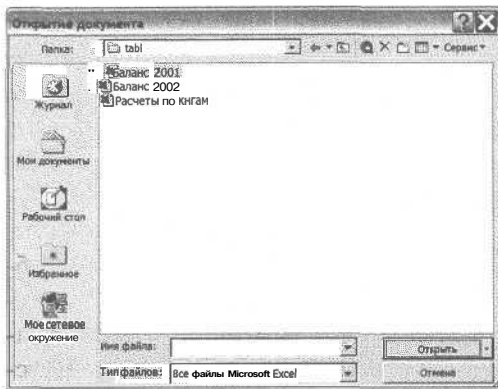 Открытие документа
Папка: tabl Сервис
Баланс 2001
Баланс 2002
Расчеты по кнгам
Журнал
Мои документы
Рабочий стол
Избранное
Мое сетевое
окружение
Имя файла: Открыть
Тип файлов: Все файлы Microsoft Excel Отмена